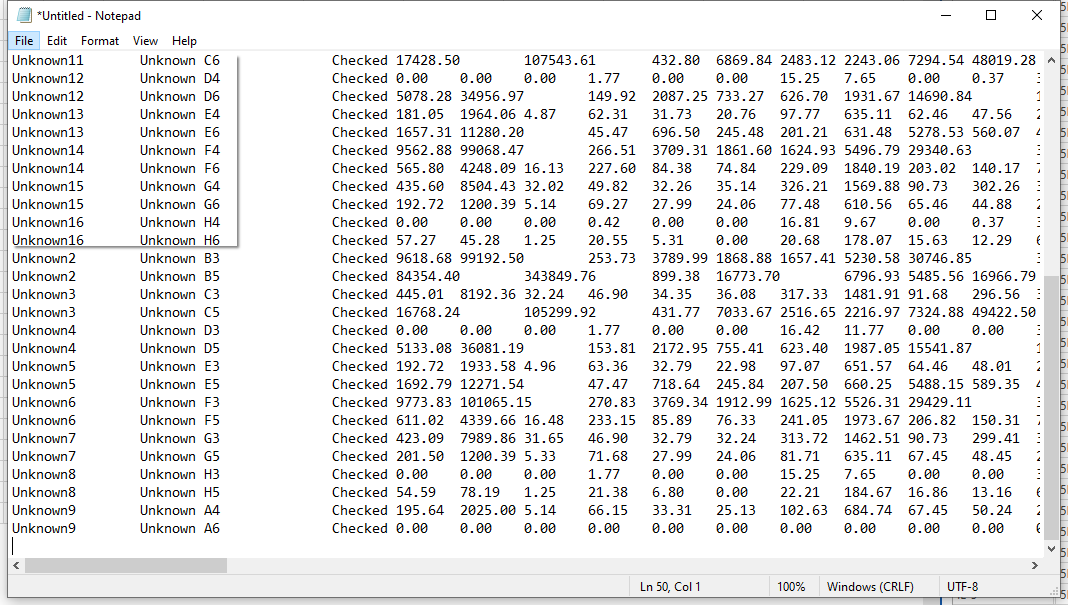 *Untitled - Notepad
File Edit Format View Help
Unknown11 Unknown C6 Checked 17428.50 107543.61 432.80 6869.84 2483.12 2243.06 7294.54 48019.28
Unknown12 Unknown D4 Checked 0.00 0.00 0.00 1.77 0.00 0.00 15.25 7.65 0.00 0.37
Unknown12 Unknown D6 Checked 5078.28 34956.97 149.92 2087.25 733.27 626.70 1931.67 14690.84
Unknown13 Unknown E4 Checked 181.05 1964.06 4.87 62.31 31.73 20.76 97.77 635.11 62.46 47.56
Unknown13 Unknown E6 Checked 1657.31 11280.20 45.47 696.50 245.48 201.21 631.48 5278.53 560.07
Unknown14 Unknown F4 Checked 9562.88 99068.47 266.51 3709.31 1861.60 1624.93 5496.79 29340.63
Unknown14 Unknown F6 Checked 565.80 4248.09 16.13 227.60 84.38 74.84 229.09 1840.19 203.02 140.17
Unknown15 Unknown G4 Checked 435.60 8504.43 32.02 49.82 32.26 35.14 326.21 1569.88 90.73 302.26
Unknown15 Unknown G6 Checked 192.72 1200.39 5.14 69.27 27.99 24.06 77.48 610.56 65.46 44.88
Unknown16 Unknown H4 Checked 0.00 0.00 0.00 0.42 0.00 0.00 16.81 9.67 0.00 0.37
Unknown16 Unknown H6 Checked 57.27 45.28 1.25 20.55 5.31 0.00 20.68 178.07 15.63 12.29
Unknown2 Unknown B3 Checked 9618.68 99192.50 253.73 3789.99 1868.88 1657.41 5230.58 30746.85
Unknown2 Unknown B5 Checked 84354.40 343849.76 899.38 16773.70 6796.93 5485.56 16966.79
Unknown3 Unknown C3 Checked 445.01 8192.36 32.24 46.90 34.35 36.08 317.33 1481.91 91.68 296.56
Unknown3 Unknown C5 Checked 16768.24 105299.92 431.77 7033.67 2516.65 2216.97 7324.88 49422.50
Unknown4 Unknown D3 Checked 0.00 0.00 0.00 1.77 0.00 0.00 16.42 11.77 0.00 0.00
Unknown4 Unknown D5 Checked 5133.08 36081.19 153.81 2172.95 755.41 623.40 1987.05 15541.87
Unknown5 Unknown E3 Checked 192.72 1933.58 4.96 63.36 32.79 22.98 97.07 651.57 64.46 48.01
Unknown5 Unknown E5 Checked 1692.79 12271.54 47.47 718.64 245.84 207.50 660.25 5488.15 589.35
Unknown6 Unknown F3 Checked 9773.83 101065.15 270.83 3769.34 1912.99 1625.12 5526.31 29429.11
Unknown6 Unknown F5 Checked 611.02 4339.66 16.48 233.15 85.89 76.33 241.05 1973.67 206.82 150.31
Unknown7 Unknown G3 Checked 423.09 7989.86 31.65 46.90 32.79 32.24 313.72 1462.51 90.73 299.41
Unknown7 Unknown G5 Checked 201.50 1200.39 5.33 71.68 27.99 24.06 81.71 635.11 67.45 48.45
Unknown8 Unknown H3 Checked 0.00 0.00 0.00 1.77 0.00 0.00 15.25 7.65 0.00 0.00
Unknown8 Unknown H5 Checked 54.59 78.19 1.25 21.38 6.80 0.00 22.21 184.67 16.86 13.16
Unknown9 Unknown A4 Checked 195.64 2025.00 5.14 66.15 33.31 25.13 102.63 684.74 67.45 50.24
Unknown9 Unknown A6 Checked 0.00 0.00 0.00 0.00 0.00 0.00 0.00 0.00 0.00 0.00
Ln 50, Col 1 100% Windows (CRLF) UTF-8